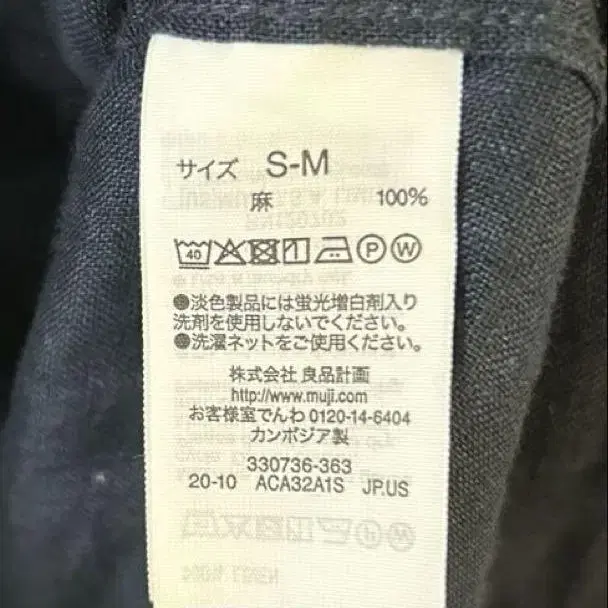 サイズ S-M
麻 100%
40 P W
●淡色製品には蛍光増白剤入り
洗剤を使用しないでください。
●洗濯ネットをご使用ください。
株式会社 良品計画
http://www.muji.com
お客様室でんわ 0120-14-6404
カンボジア製
330736-363
20-10 ACA32A1S JP.US